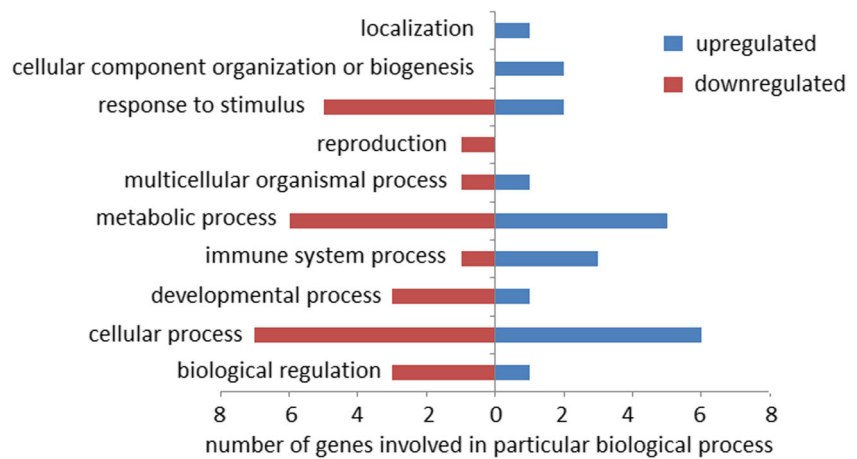 localization
cellular component organization or biogenesis
response to stimulus
reproduction
multicellular organismal process
metabolic process
immune system process
developmental process
cellular process
biological regulation
upregulated
downregulated
8 6 4 2 0 2 4 6 8
number of genes involved in particular biological process